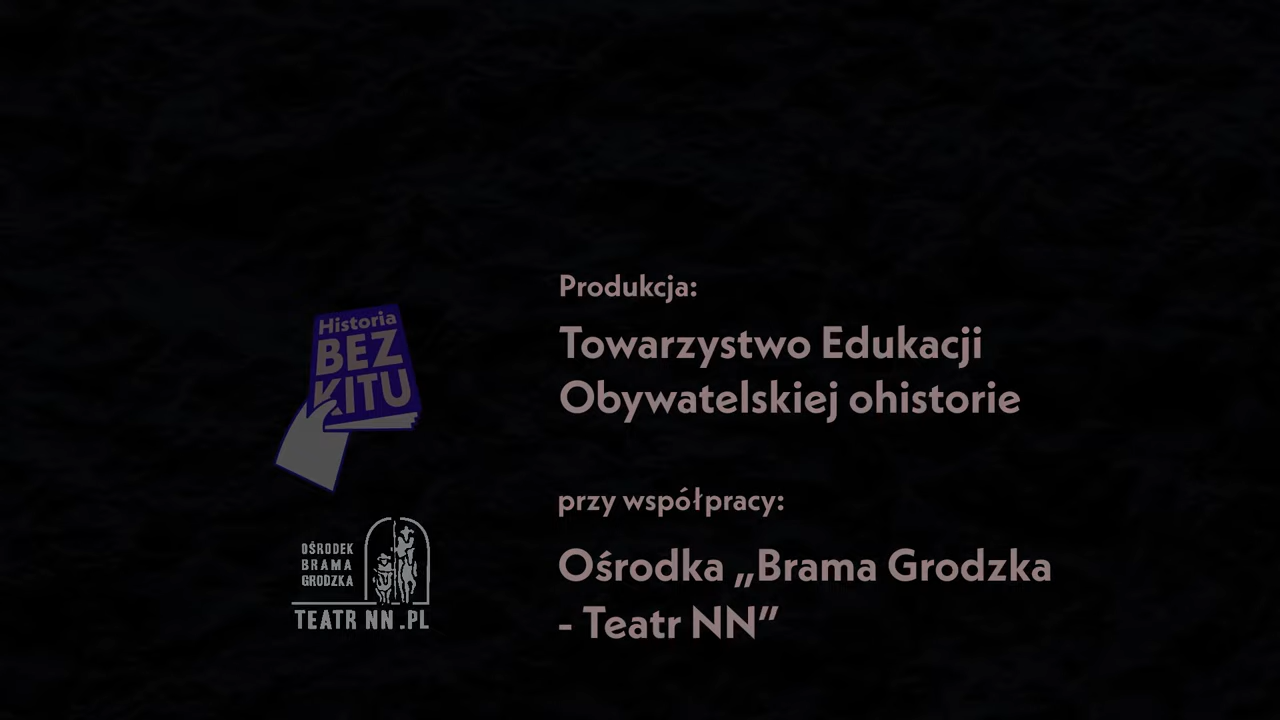 Produkcja:
Towarzystwo Edukacji
Obywatelskiej ohistorie
Historia
BEZ
KITU
przy współpracy:
Ośrodka „Brama Grodzka
- Teatr NN”
OŚRODEK
BRAMA
GRODZKA
TEATR NN.PL